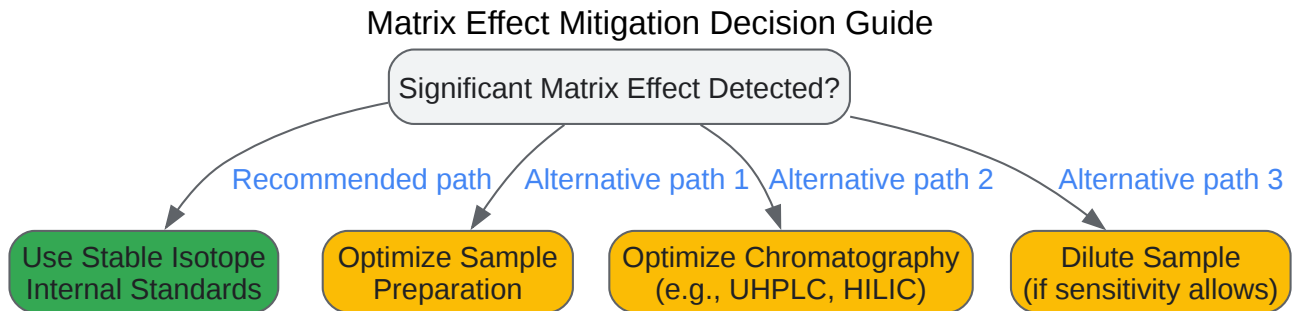 Matrix Effect Mitigation Decision Guide
Significant Matrix Effect Detected?
Recommended path
Alternative path 1
Alternative path 2
Alternative path 3
Use Stable Isotope
Internal Standards
Optimize Sample
Preparation
Optimize Chromatography
(e.g., UHPLC, HILIC)
Dilute Sample
(if sensitivity allows)